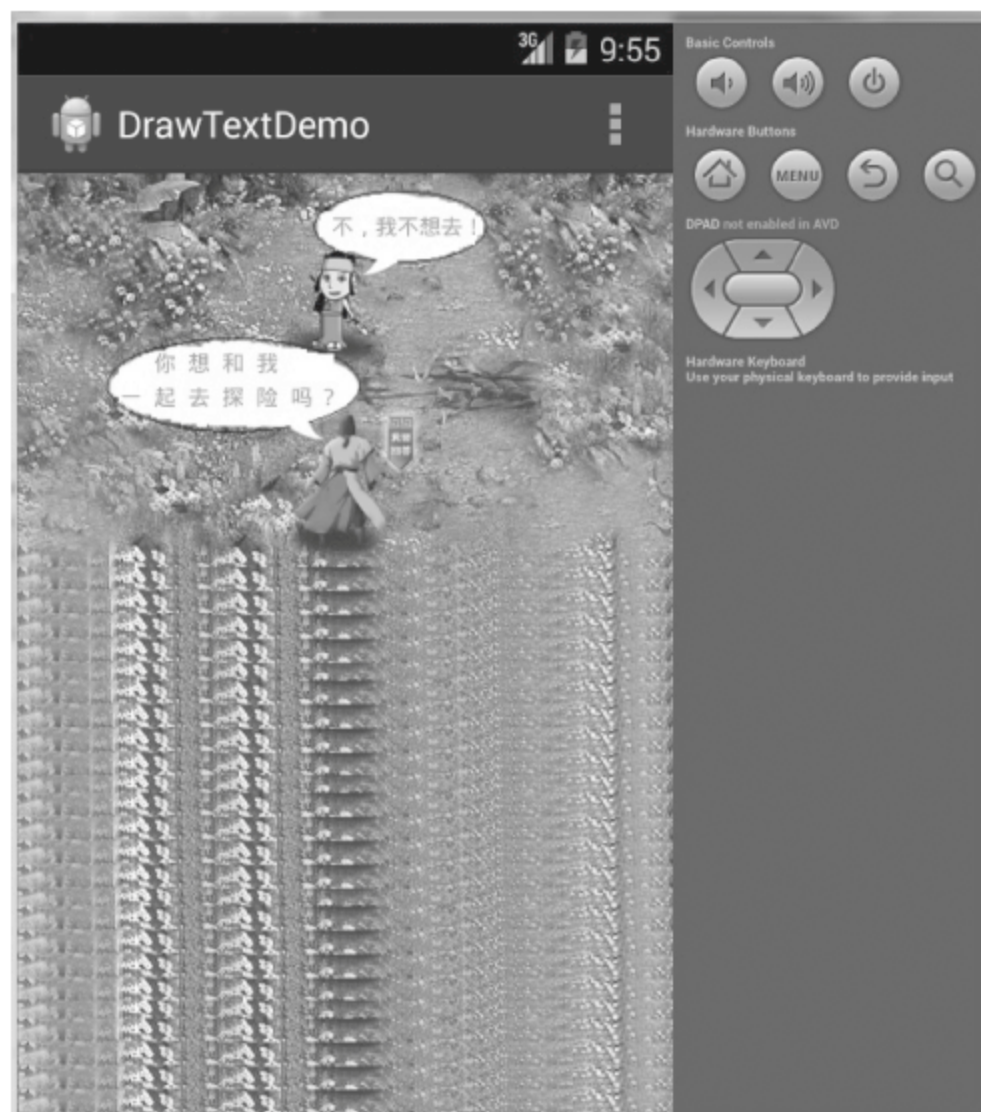 3G 9:55
DrawTextDemo
不，我不想去！
你想和我
一起去探险吗？
Basic Controls
Hardware Buttons
MENU
DPAD not enabled in AVD
Hardware Keyboard
Use your physical keyboard to provide input